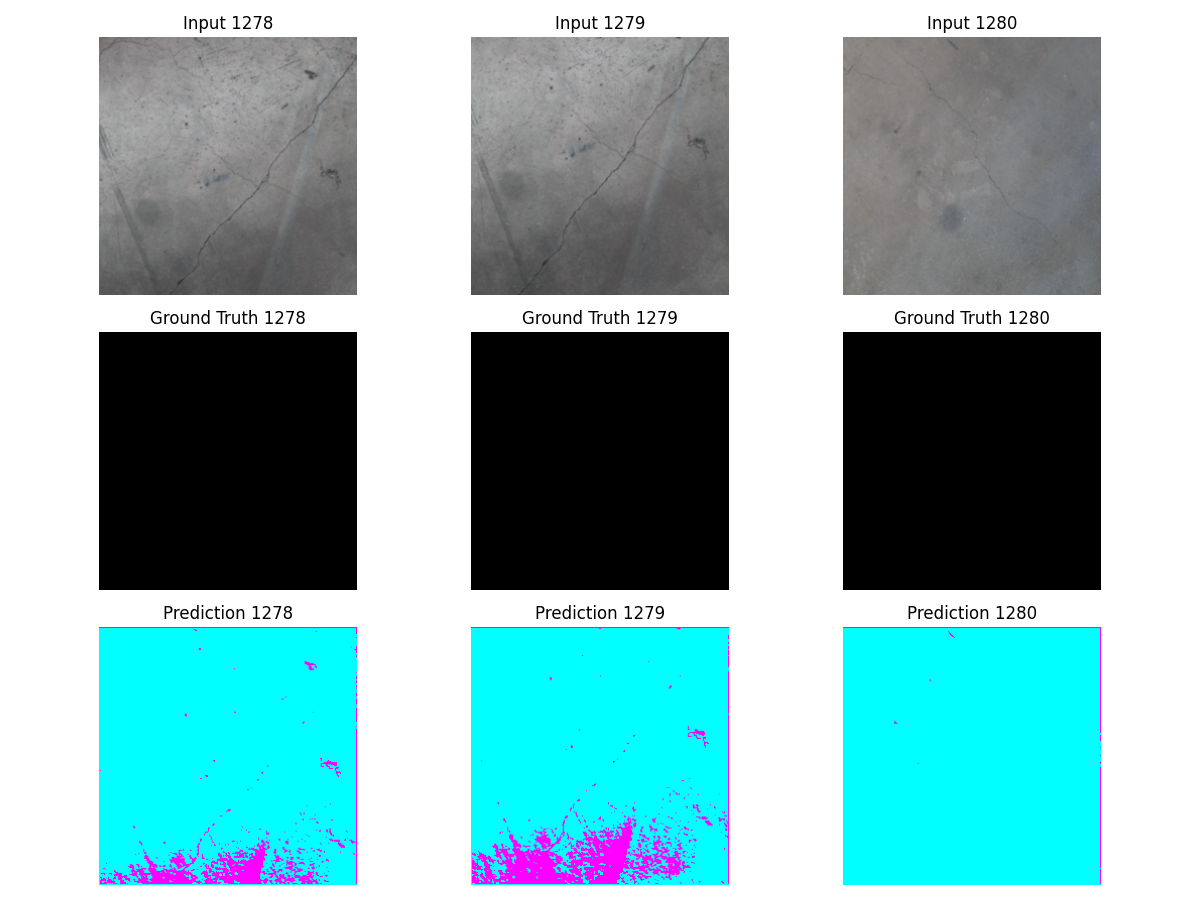 Input 1278
Input 1279
Input 1280
Ground Truth 1278
Ground Truth 1279
Ground Truth 1280
Prediction 1278
Prediction 1279
Prediction 1280